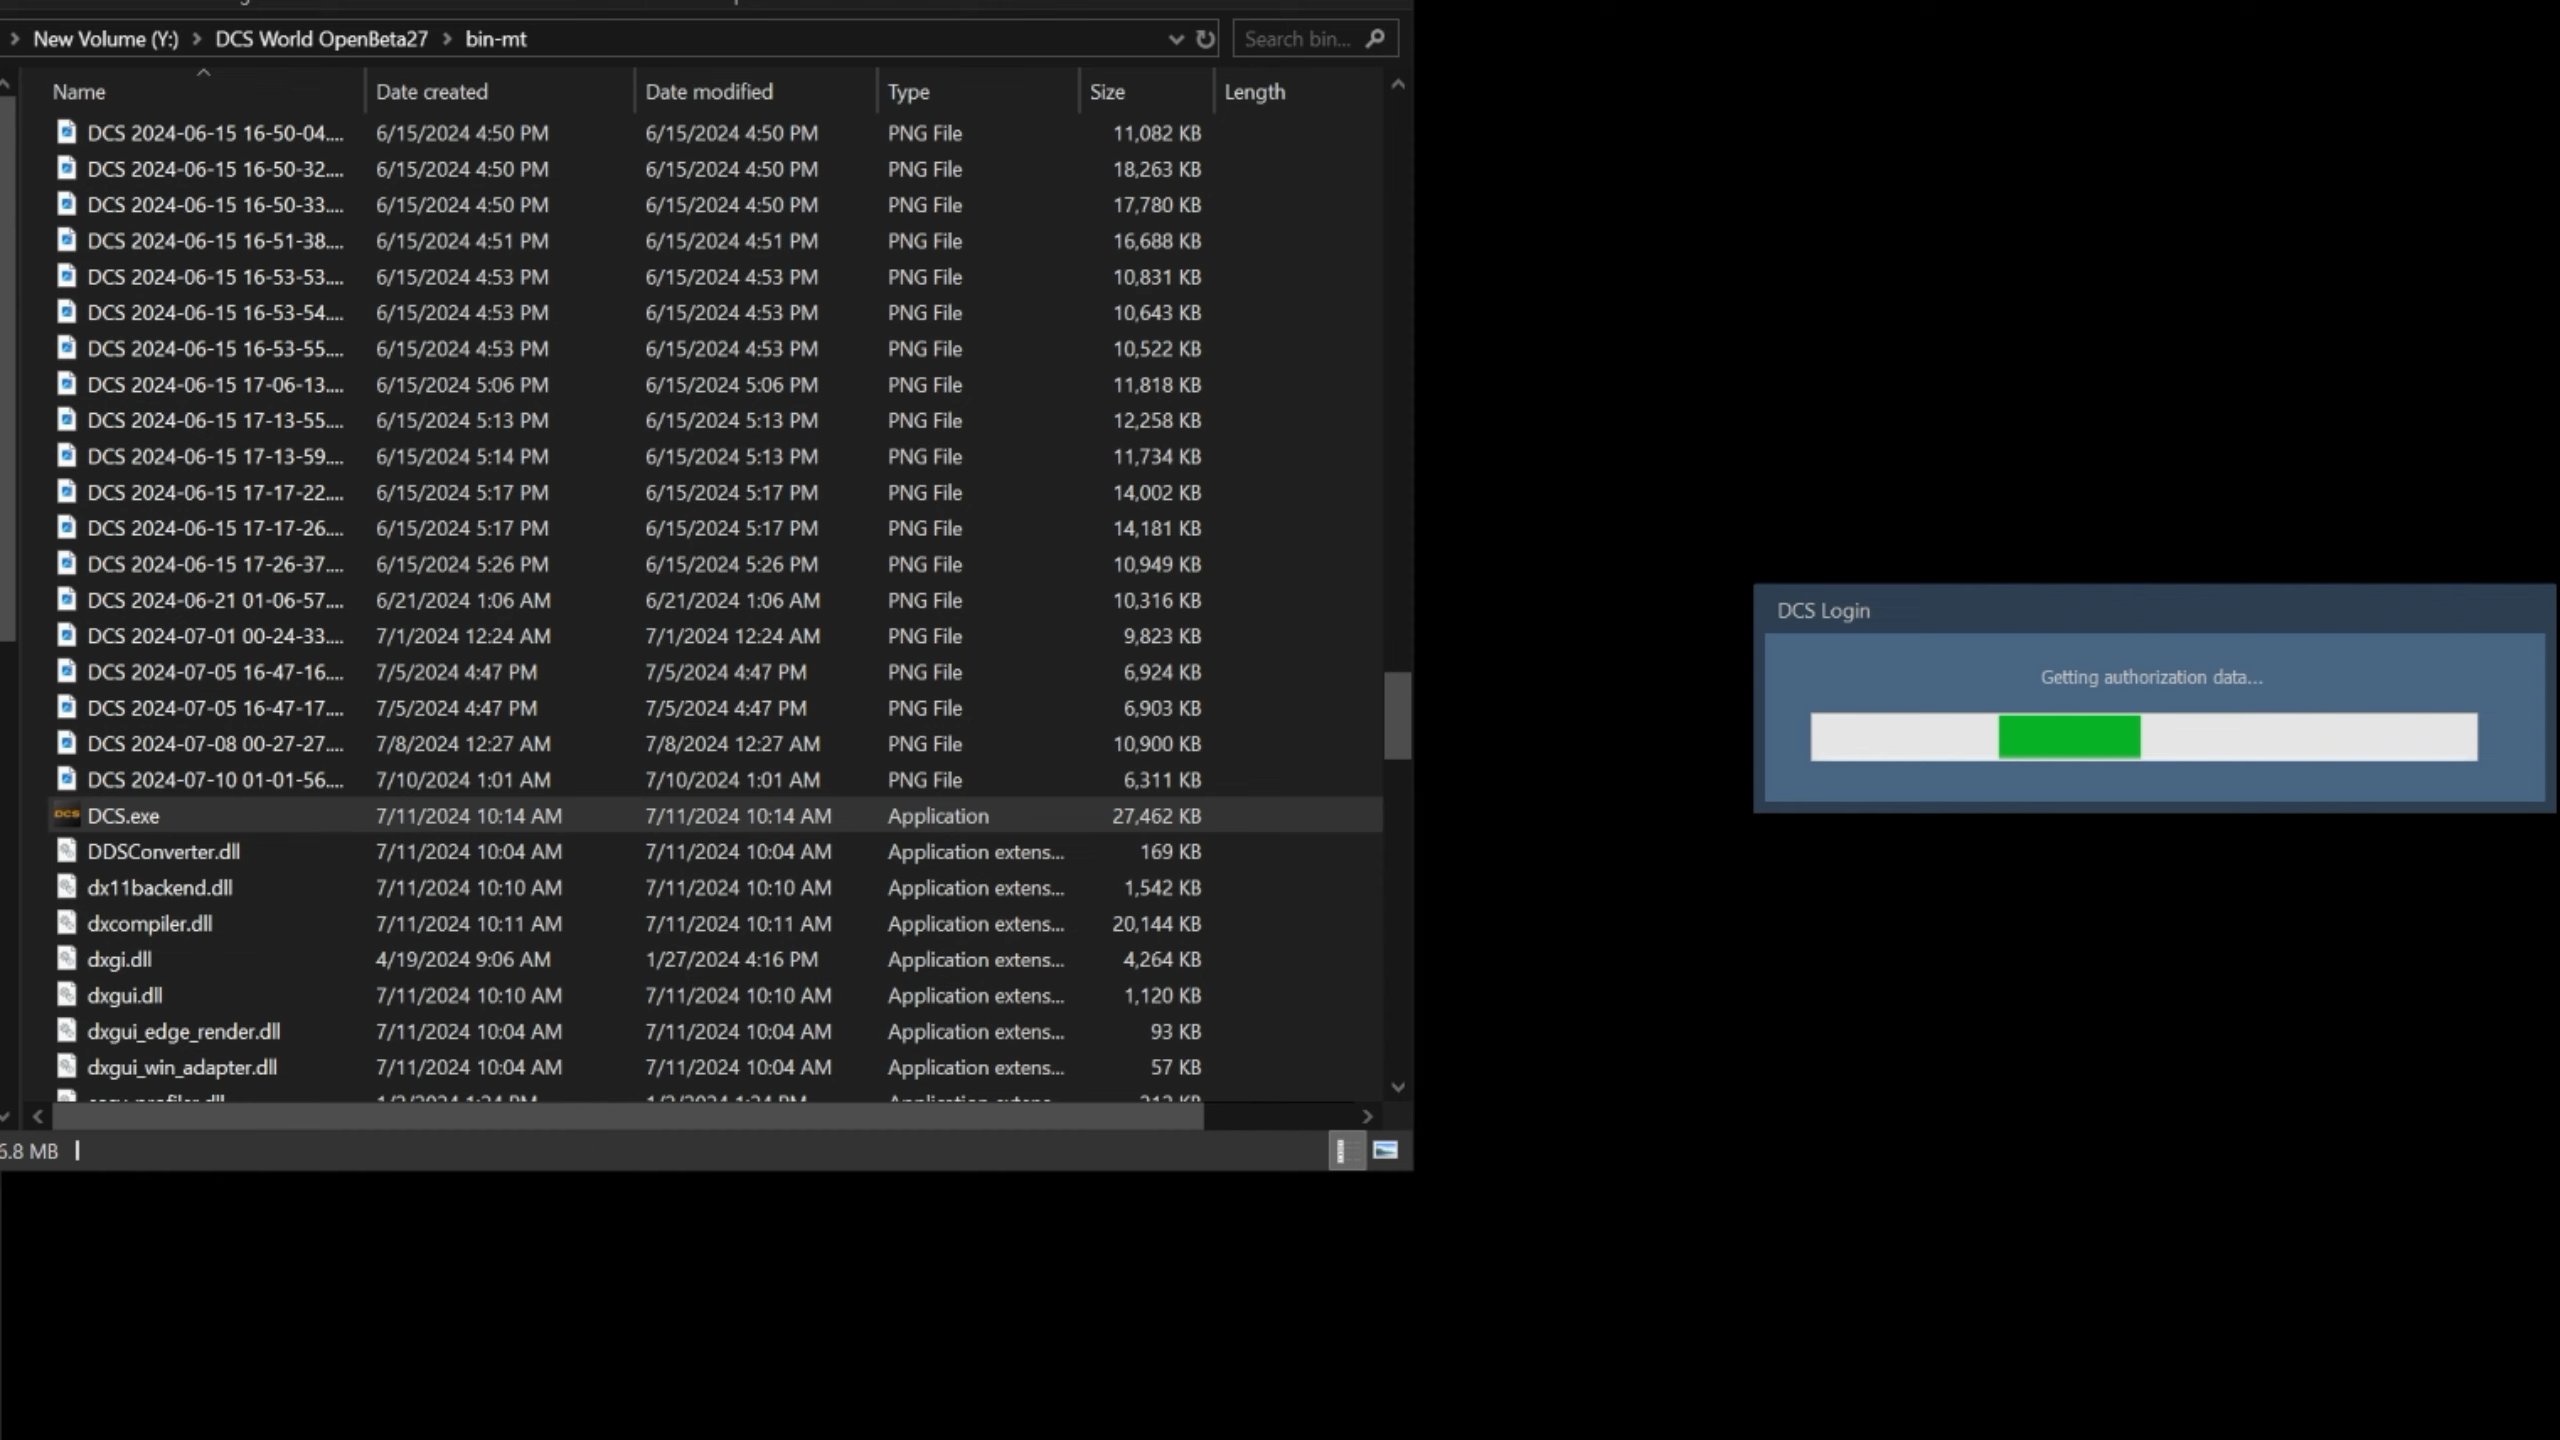 New Volume (Y:) > DCS World OpenBeta27 > bin-mt Search bin...
Name Date created Date modified Type Size Length
DCS 2024-06-15 16-50-04.... 6/15/2024 4:50 PM 6/15/2024 4:50 PM PNG File 11,082 KB
DCS 2024-06-15 16-50-32.... 6/15/2024 4:50 PM 6/15/2024 4:50 PM PNG File 18,263 KB
DCS 2024-06-15 16-50-33.... 6/15/2024 4:50 PM 6/15/2024 4:50 PM PNG File 17,780 KB
DCS 2024-06-15 16-51-38.... 6/15/2024 4:51 PM 6/15/2024 4:51 PM PNG File 16,688 KB
DCS 2024-06-15 16-53-53.... 6/15/2024 4:53 PM 6/15/2024 4:53 PM PNG File 10,831 KB
DCS 2024-06-15 16-53-54.... 6/15/2024 4:53 PM 6/15/2024 4:53 PM PNG File 10,643 KB
DCS 2024-06-15 16-53-55.... 6/15/2024 4:53 PM 6/15/2024 4:53 PM PNG File 10,522 KB
DCS 2024-06-15 17-06-13.... 6/15/2024 5:06 PM 6/15/2024 5:06 PM PNG File 11,818 KB
DCS 2024-06-15 17-13-55.... 6/15/2024 5:13 PM 6/15/2024 5:13 PM PNG File 12,258 KB
DCS 2024-06-15 17-13-59.... 6/15/2024 5:14 PM 6/15/2024 5:13 PM PNG File 11,734 KB
DCS 2024-06-15 17-17-22.... 6/15/2024 5:17 PM 6/15/2024 5:17 PM PNG File 14,002 KB
DCS 2024-06-15 17-17-26.... 6/15/2024 5:17 PM 6/15/2024 5:17 PM PNG File 14,181 KB
DCS 2024-06-15 17-26-37.... 6/15/2024 5:26 PM 6/15/2024 5:26 PM PNG File 10,949 KB
DCS 2024-06-21 01-06-57.... 6/21/2024 1:06 AM 6/21/2024 1:06 AM PNG File 10,316 KB
DCS 2024-07-01 00-24-33.... 7/1/2024 12:24 AM 7/1/2024 12:24 AM PNG File 9,823 KB
DCS 2024-07-05 16-47-16.... 7/5/2024 4:47 PM 7/5/2024 4:47 PM PNG File 6,924 KB
DCS 2024-07-05 16-47-17.... 7/5/2024 4:47 PM 7/5/2024 4:47 PM PNG File 6,903 KB
DCS 2024-07-08 00-27-27.... 7/8/2024 12:27 AM 7/8/2024 12:27 AM PNG File 10,900 KB
DCS 2024-07-10 01-01-56.... 7/10/2024 1:01 AM 7/10/2024 1:01 AM PNG File 6,311 KB
DCS DCS.exe 7/11/2024 10:14 AM 7/11/2024 10:14 AM Application 27,462 KB
DDSConverter.dll 7/11/2024 10:04 AM 7/11/2024 10:04 AM Application extens... 169 KB
dx11backend.dll 7/11/2024 10:10 AM 7/11/2024 10:10 AM Application extens... 1,542 KB
dxcompiler.dll 7/11/2024 10:11 AM 7/11/2024 10:11 AM Application extens... 20,144 KB
dxgi.dll 4/19/2024 9:06 AM 1/27/2024 4:16 PM Application extens... 4,264 KB
dxgui.dll 7/11/2024 10:10 AM 7/11/2024 10:10 AM Application extens... 1,120 KB
dxgui_edge_render.dll 7/11/2024 10:04 AM 7/11/2024 10:04 AM Application extens... 93 KB
dxgui_win_adapter.dll 7/11/2024 10:04 AM 7/11/2024 10:04 AM Application extens... 57 KB
6.8 MB
DCS Login
Getting authorization data...